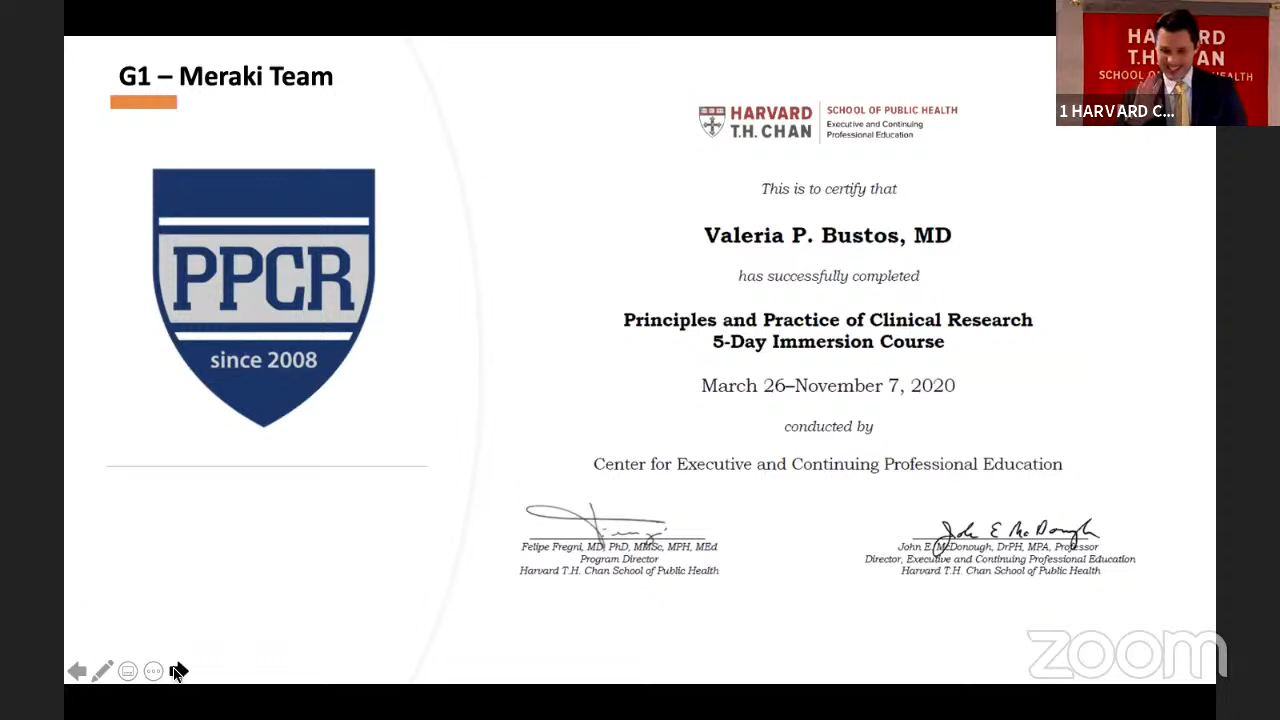 G1 – Meraki Team
PPCR
since 2008
HARVARD
T.H. CHAN
SCHOOL OF PUBLIC HEALTH
Executive and Continuing
Professional Education
This is to certify that
Valeria P. Bustos, MD
has successfully completed
Principles and Practice of Clinical Research
5-Day Immersion Course
March 26–November 7, 2020
conducted by
Center for Executive and Continuing Professional Education
Felipe Fregni, MD, PhD, MMSc, MPH, MEd
Program Director
Harvard T.H. Chan School of Public Health
John E McDonough
John E. McDonough, DrPH, MPA, Professor
Director, Executive and Continuing Professional Education
Harvard T.H. Chan School of Public Health
1 HARVARD C...
zoom